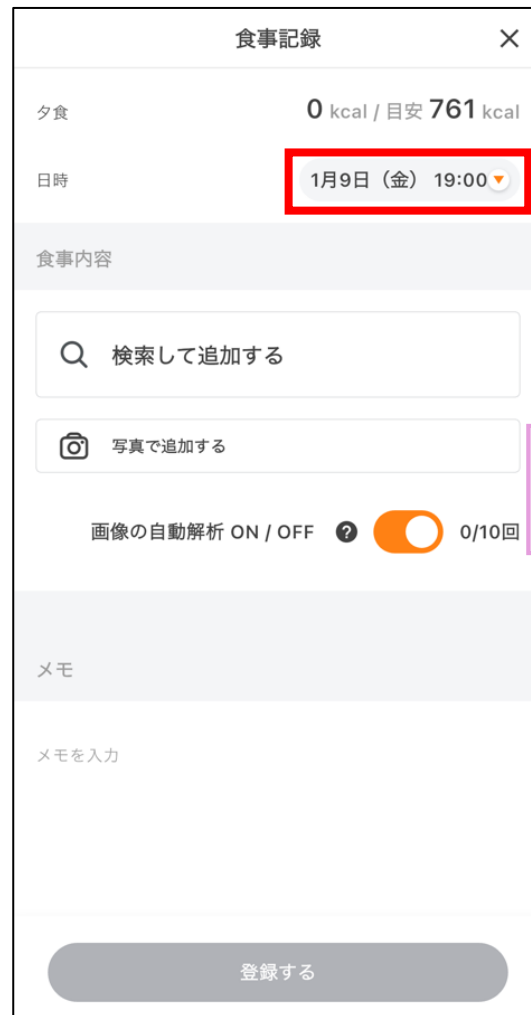 食事記録
夕食 0 kcal / 目安 761 kcal
日時 1月9日（金） 19:00
食事内容
検索して追加する
写真で追加する
画像の自動解析 ON / OFF ? 0/10回
メモ
メモを入力
登録する